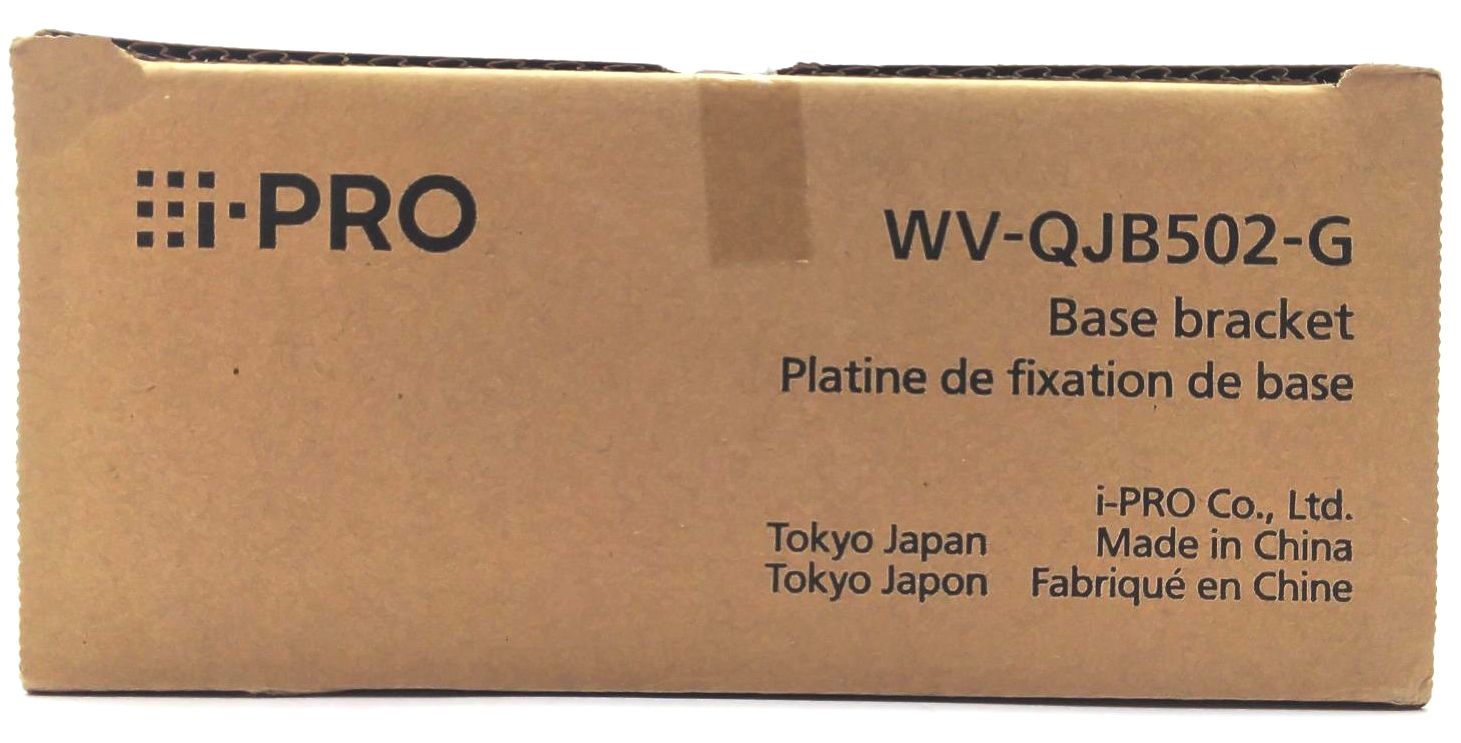 i-PRO
WV-QJB502-G
Base bracket
Platine de fixation de base
i-PRO Co., Ltd.
Tokyo Japan Made in China
Tokyo Japon Fabriqué en Chine